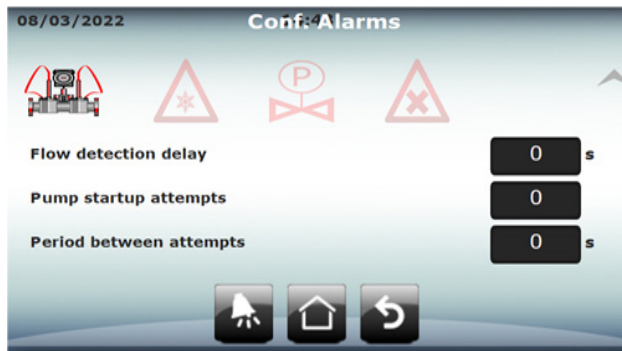 08/03/2022
Conf. Alarms
P
Flow detection delay 0 s
Pump startup attempts 0
Period between attempts 0 s